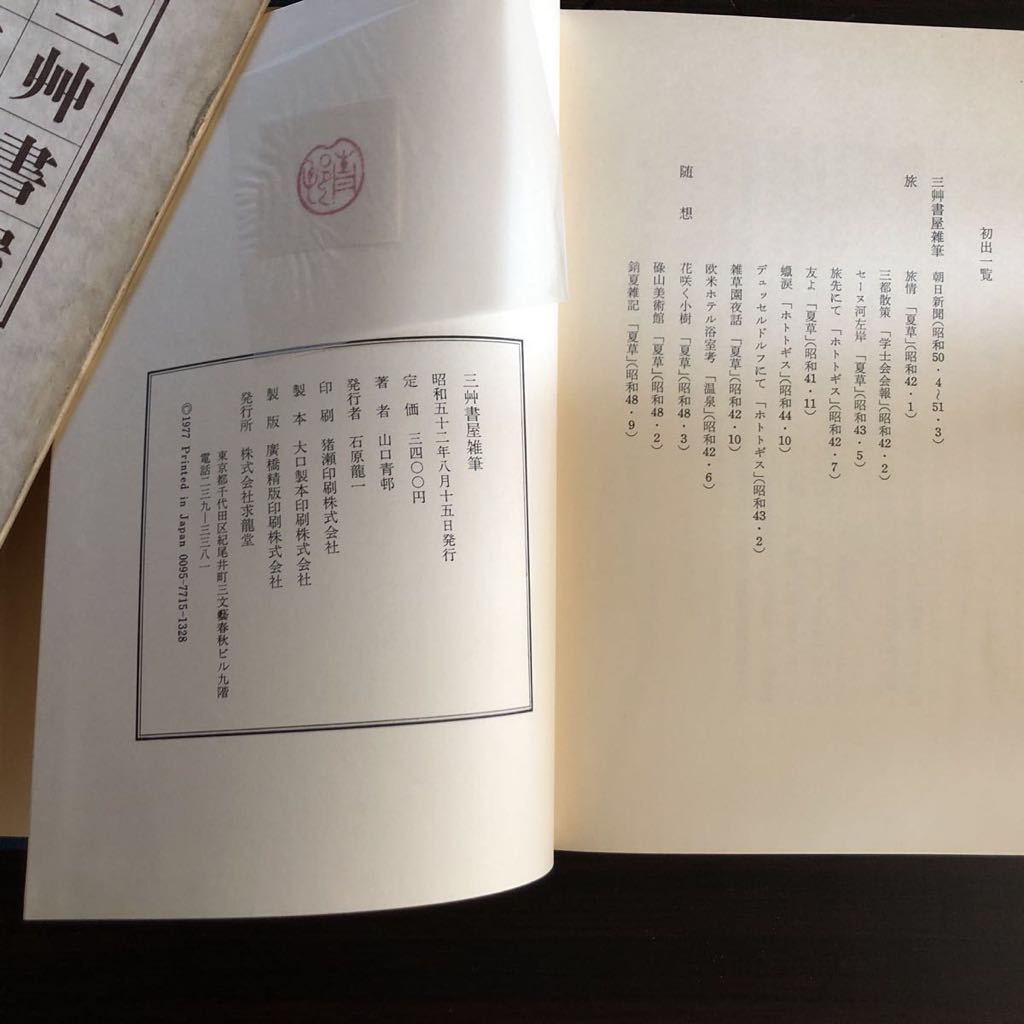 初出一覧
三艸書屋雑筆 朝日新聞(昭和50・4〜51・3)
旅
旅情 「夏草」(昭和42・1)
三都散策 「学士会会報」(昭和42・2)
セーヌ河左岸 「夏草」(昭和43・5)
旅先にて 「ホトトギス」(昭和42・7)
友よ 「夏草」(昭和41・11)
蠟涙 「ホトトギス」(昭和44・10)
デュッセルドルフにて 「ホトトギス」(昭和43・2)
雑草園夜話 「夏草」(昭和42・10)
欧米ホテル浴室考 「温泉」(昭和42・6)
随想
花咲く小樹 「夏草」(昭和48・3)
碌山美術館 「夏草」(昭和48・2)
銷夏雑記 「夏草」(昭和48・9)
三艸書屋雑筆
昭和五十二年八月十五日発行
定価 三四〇〇円
著者 山口青邨
発行者 石原龍一
印刷 猪瀬印刷株式会社
製本 大口製本印刷株式会社
製版 廣橋精版印刷株式会社
発行所 株式会社求龍堂
東京都千代田区紀尾井町三文藝春秋ビル九階
電話二三九―三三八一
©1977 Printed in Japan 0095-7715-1328
三艸書屋
青邨